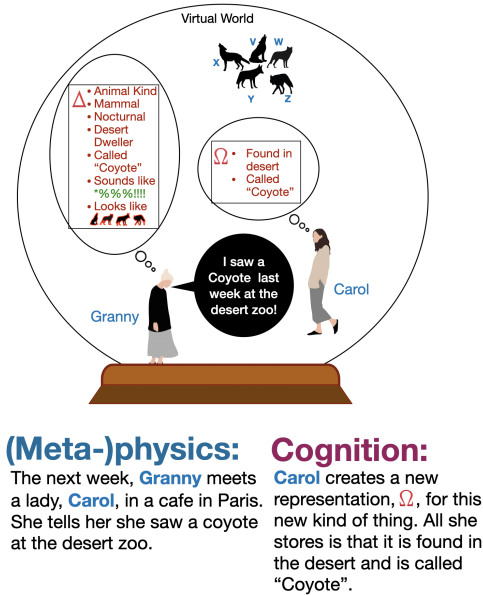 Virtual World
V
W
X
Y
Z
Δ
• Animal Kind
• Mammal
• Nocturnal
• Desert
Dweller
• Called
“Coyote”
• Sounds like
*%%%!!!!
• Looks like
Ω
• Found in
desert
• Called
“Coyote”
I saw a
Coyote last
week at the
desert zoo!
Granny
Carol
(Meta-)physics:
The next week, Granny meets
a lady, Carol, in a cafe in Paris.
She tells her she saw a coyote
at the desert zoo.
Cognition:
Carol creates a new
representation, Ω, for this
new kind of thing. All she
stores is that it is found in
the desert and is called
“Coyote”.